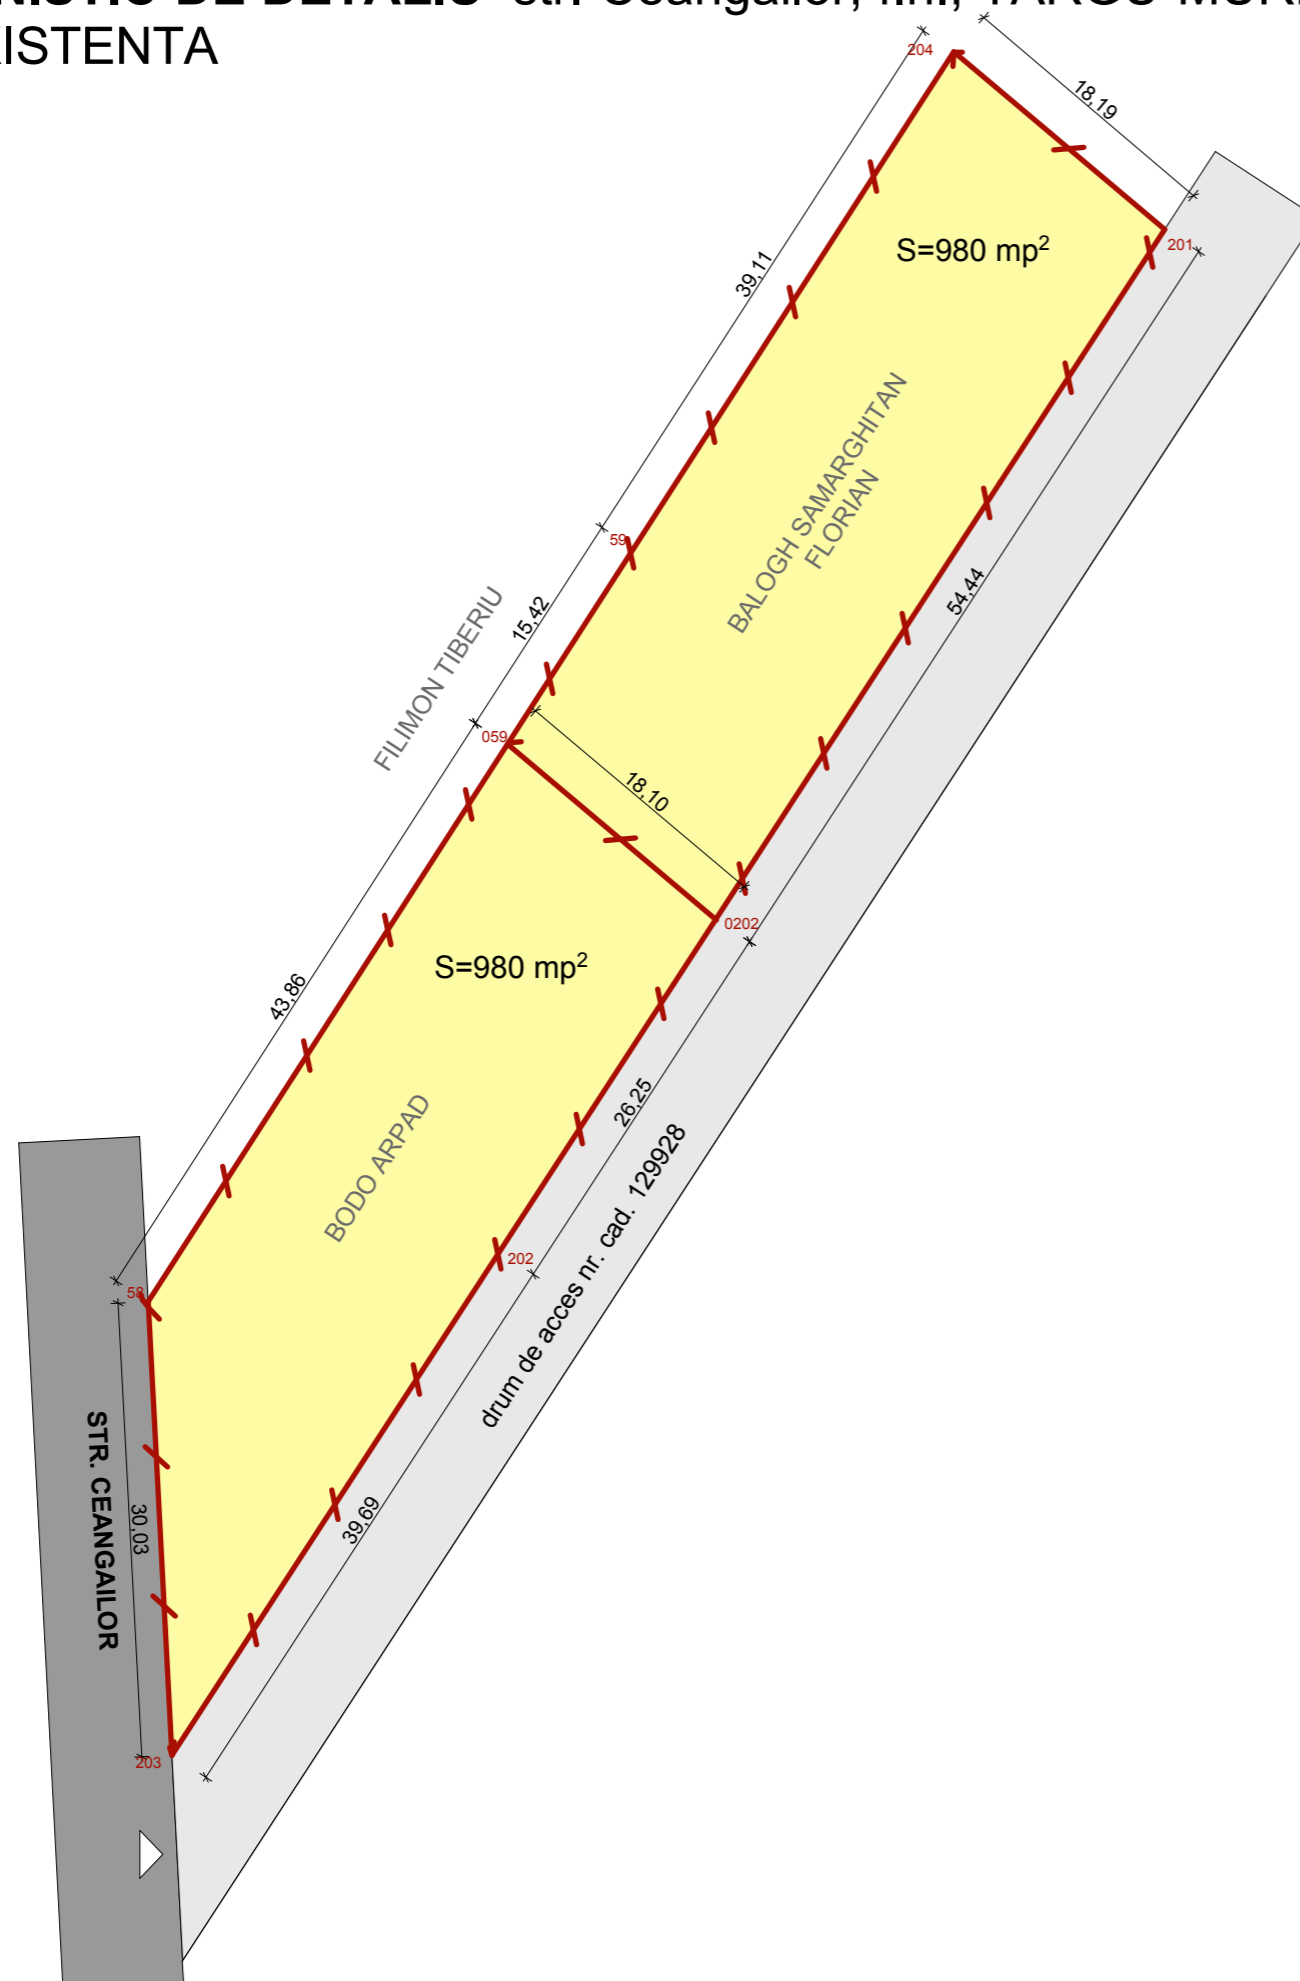 str. Ceangailor,
204
18,19
201
S=980 mp²
39,11
BALOGH SAMARGHITAN
FLORIAN
59
54,44
15,42
FILIMON TIBERIU
059
18,10
0202
S=980 mp²
43,86
26,25
BODO ARPAD
drum de acces nr. cad. 129928
202
58
STR. CEANGAILOR
30,03
39,69
203